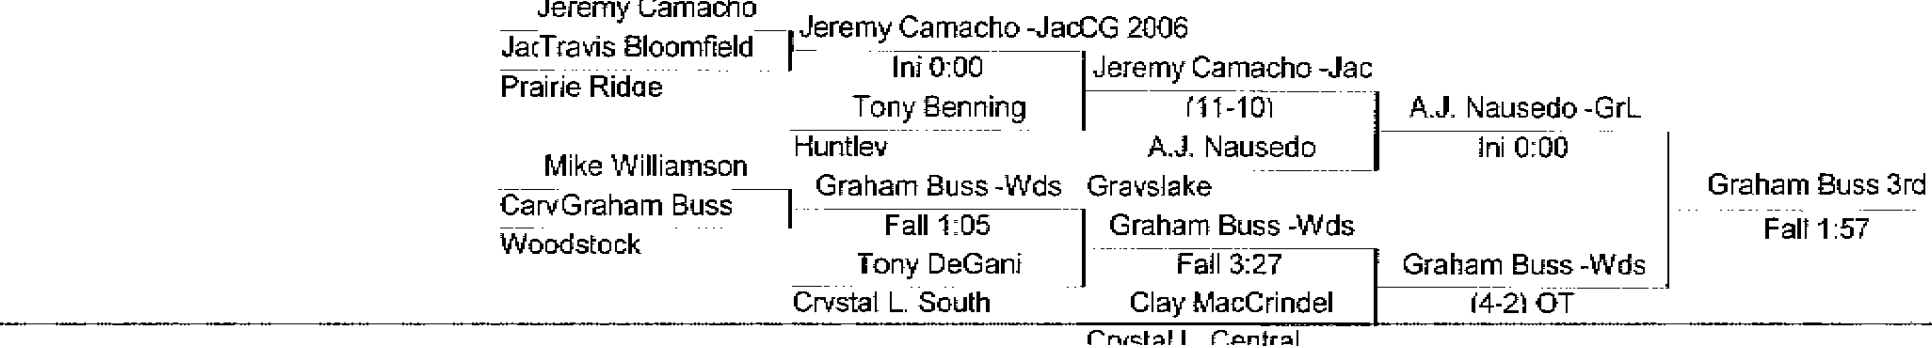 Jeremy Camacho
Jeremy Camacho -JacCG 2006
JacTravis Bloomfield
Ini 0:00
Jeremy Camacho -Jac
Prairie Ridge
Tony Benning
(11-10)
A.J. Nausedo -GrL
Huntley
A.J. Nausedo
Ini 0:00
Mike Williamson
Graham Buss -Wds
Grayslake
Graham Buss 3rd
CaryGraham Buss
Fall 1:05
Graham Buss -Wds
Fall 1:57
Woodstock
Tony DeGani
Fall 3:27
Graham Buss -Wds
Crystal L. South
Clay MacCrindel
(4-2) OT
Crystal L. Central